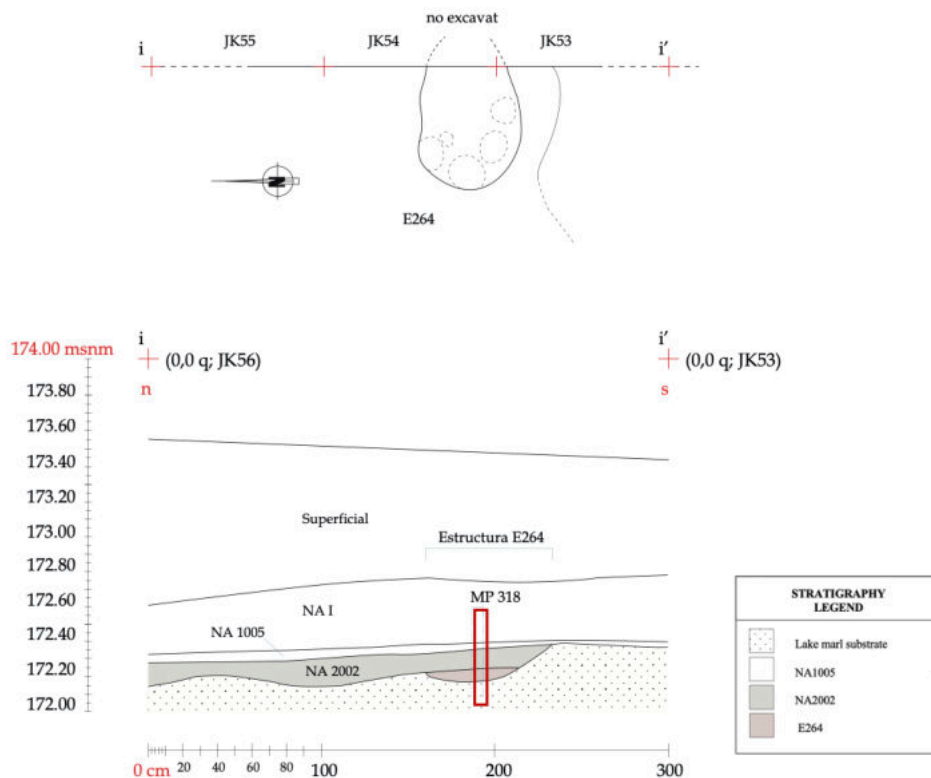 no excavat
i JK55 JK54 JK53 i'
N
E264
i i'
174.00 msnm (0,0 q; JK56) (0,0 q; JK53)
n s
173.80
173.60
173.40
173.20
173.00
172.80
172.60
172.40
172.20
172.00
Superficial
Estructura E264
MP 318
NA I
NA 1005
NA 2002
0 cm 20 40 60 80 100 200 300
STRATIGRAPHY
LEGEND
Lake marl substrate
NA1005
NA2002
E264